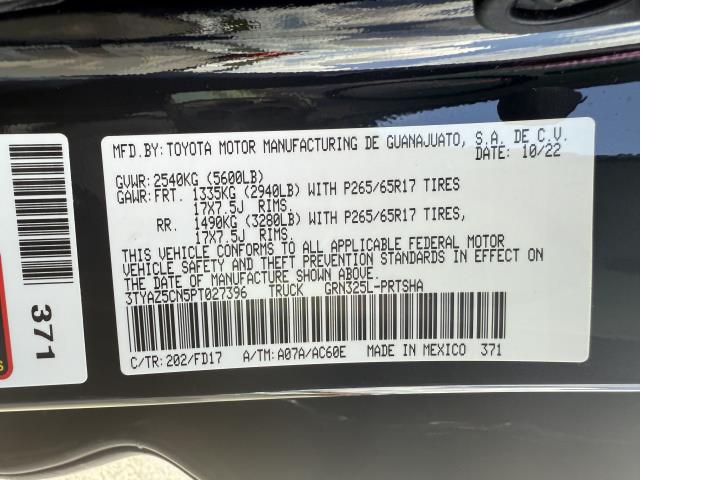 MFD.BY:TOYOTA MOTOR MANUFACTURING DE GUANAJUATO, S.A. DE C.V.
DATE: 10/22
GVWR:2540KG (5600LB)
GAWR:FRT. 1335KG (2940LB) WITH P265/65R17 TIRES
17X7.5J RIMS.
RR. 1490KG (3280LB) WITH P265/65R17 TIRES,
17X7.5J RIMS.
THIS VEHICLE CONFORMS TO ALL APPLICABLE FEDERAL MOTOR
VEHICLE SAFETY AND THEFT PREVENTION STANDARDS IN EFFECT ON
THE DATE OF MANUFACTURE SHOWN ABOVE.
3TYAZ5CN5PT027396 TRUCK GRN325L-PRTSHA
C/TR:202/FD17 A/TM:A07A/AC60E MADE IN MEXICO 371
371